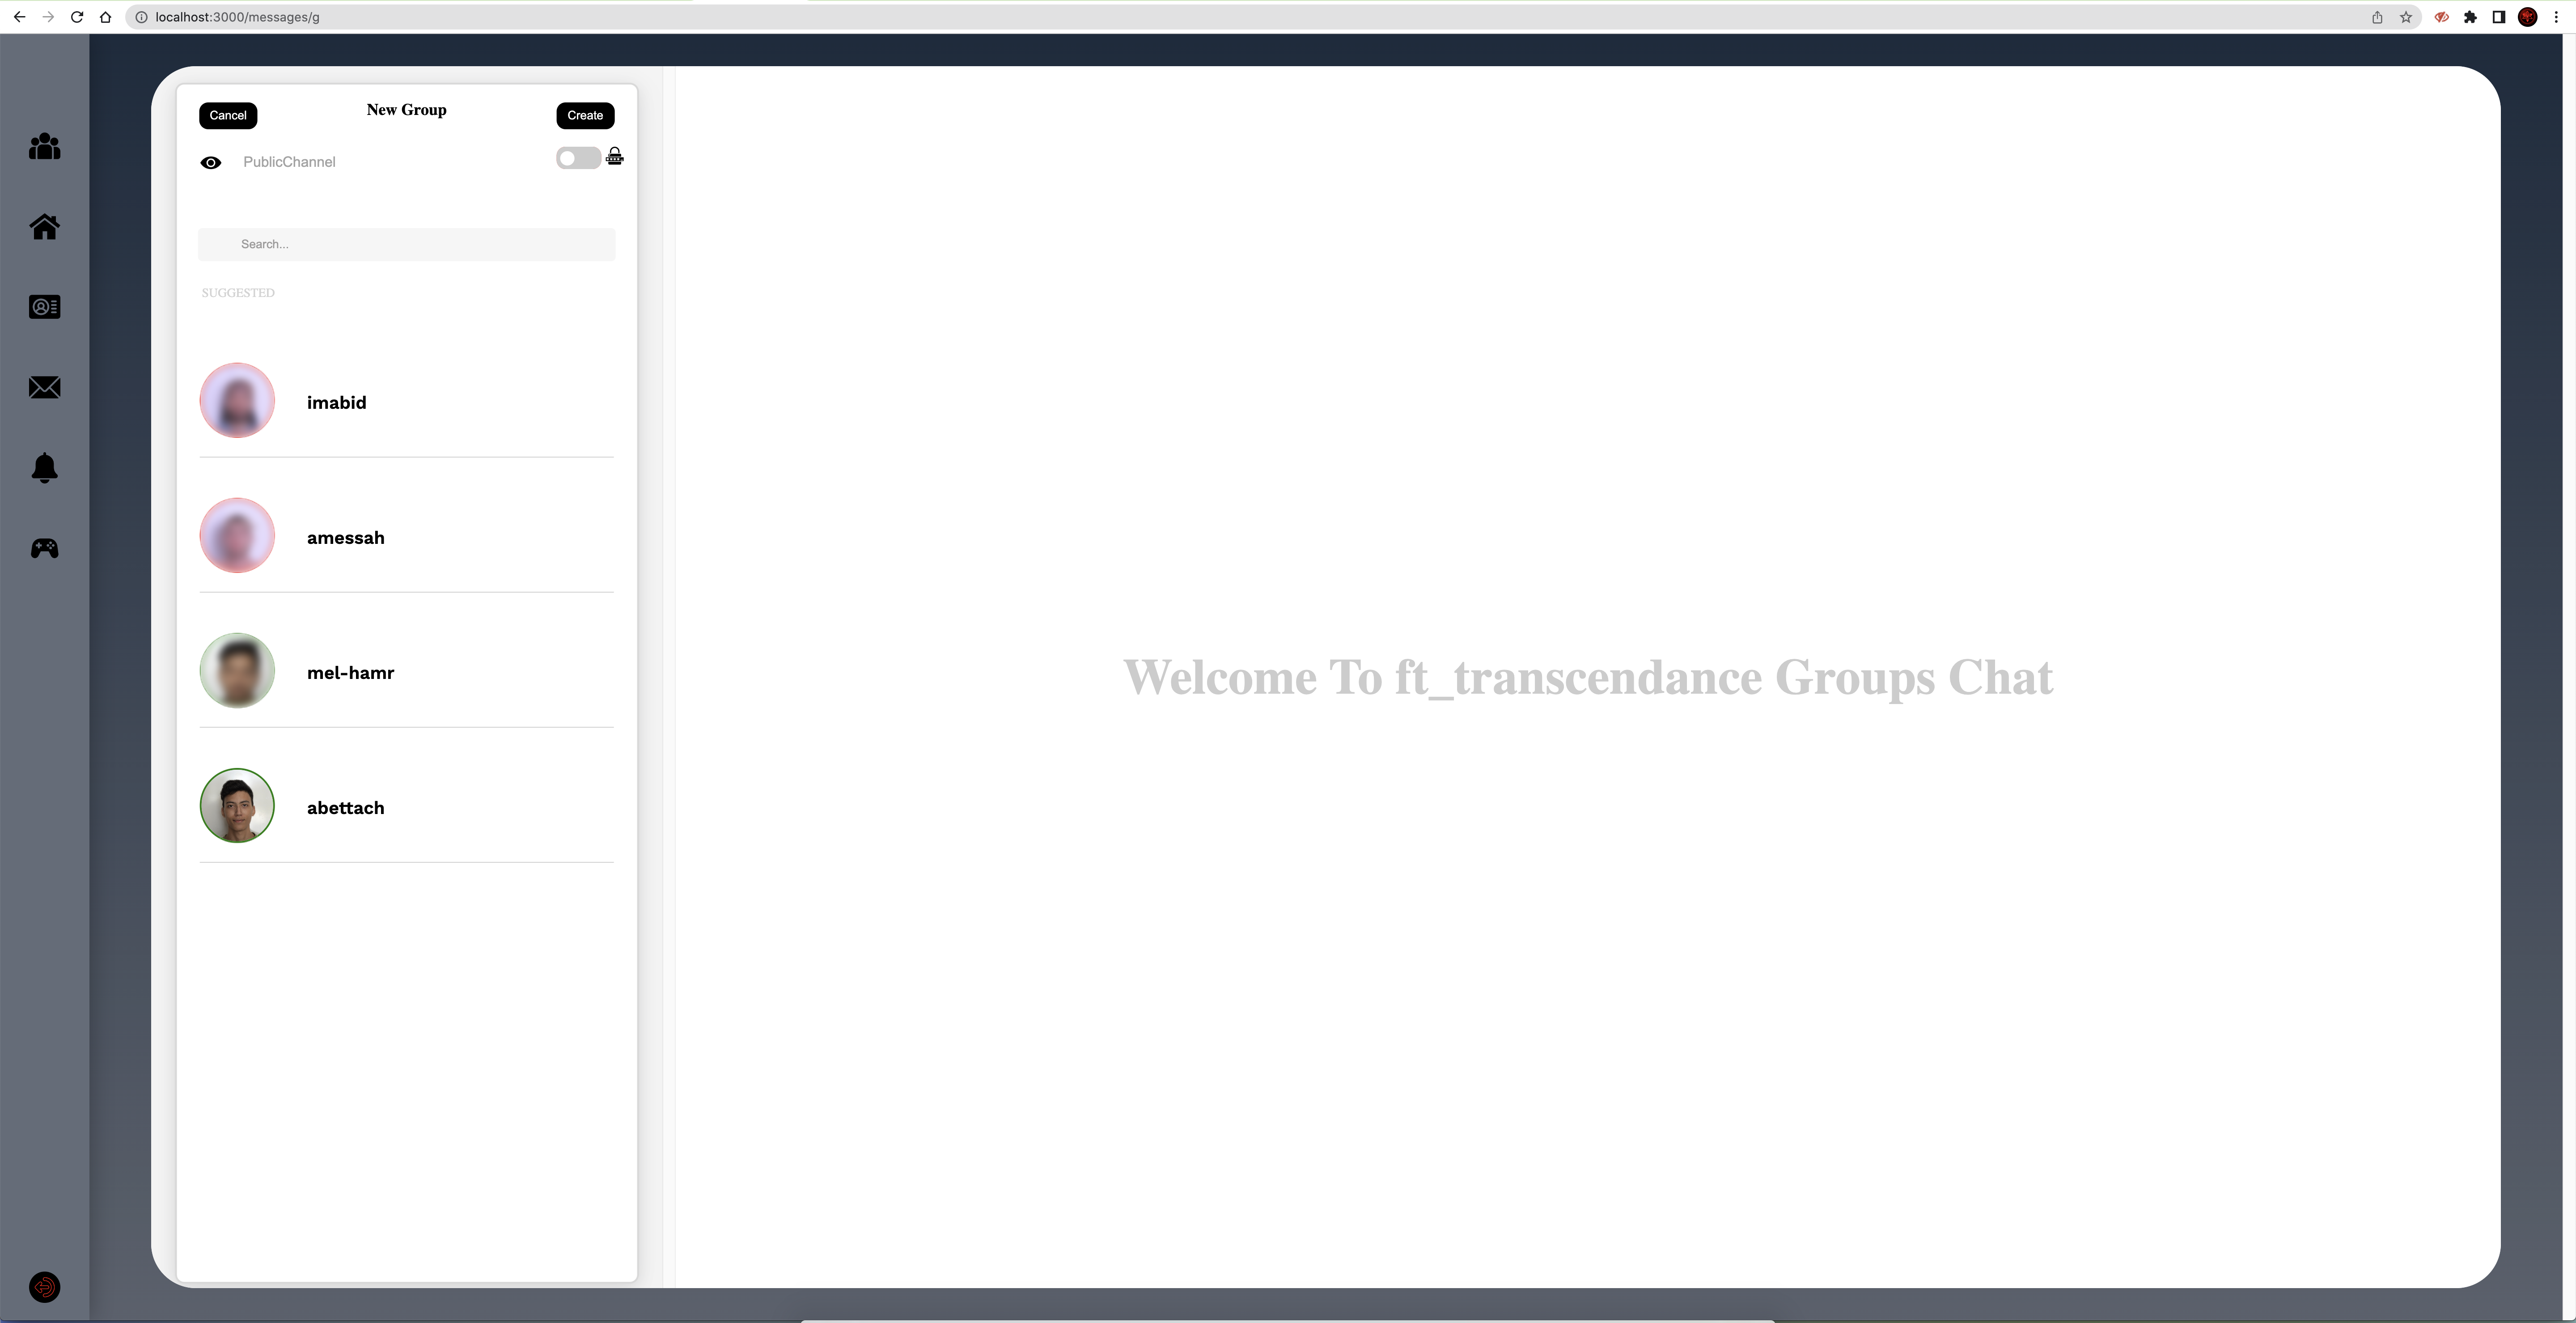 localhost:3000/messages/g
Cancel
New Group
Create
PublicChannel
Search...
SUGGESTED
imabid
amessah
mel-hamr
abettach
Welcome To ft_transcendance Groups Chat